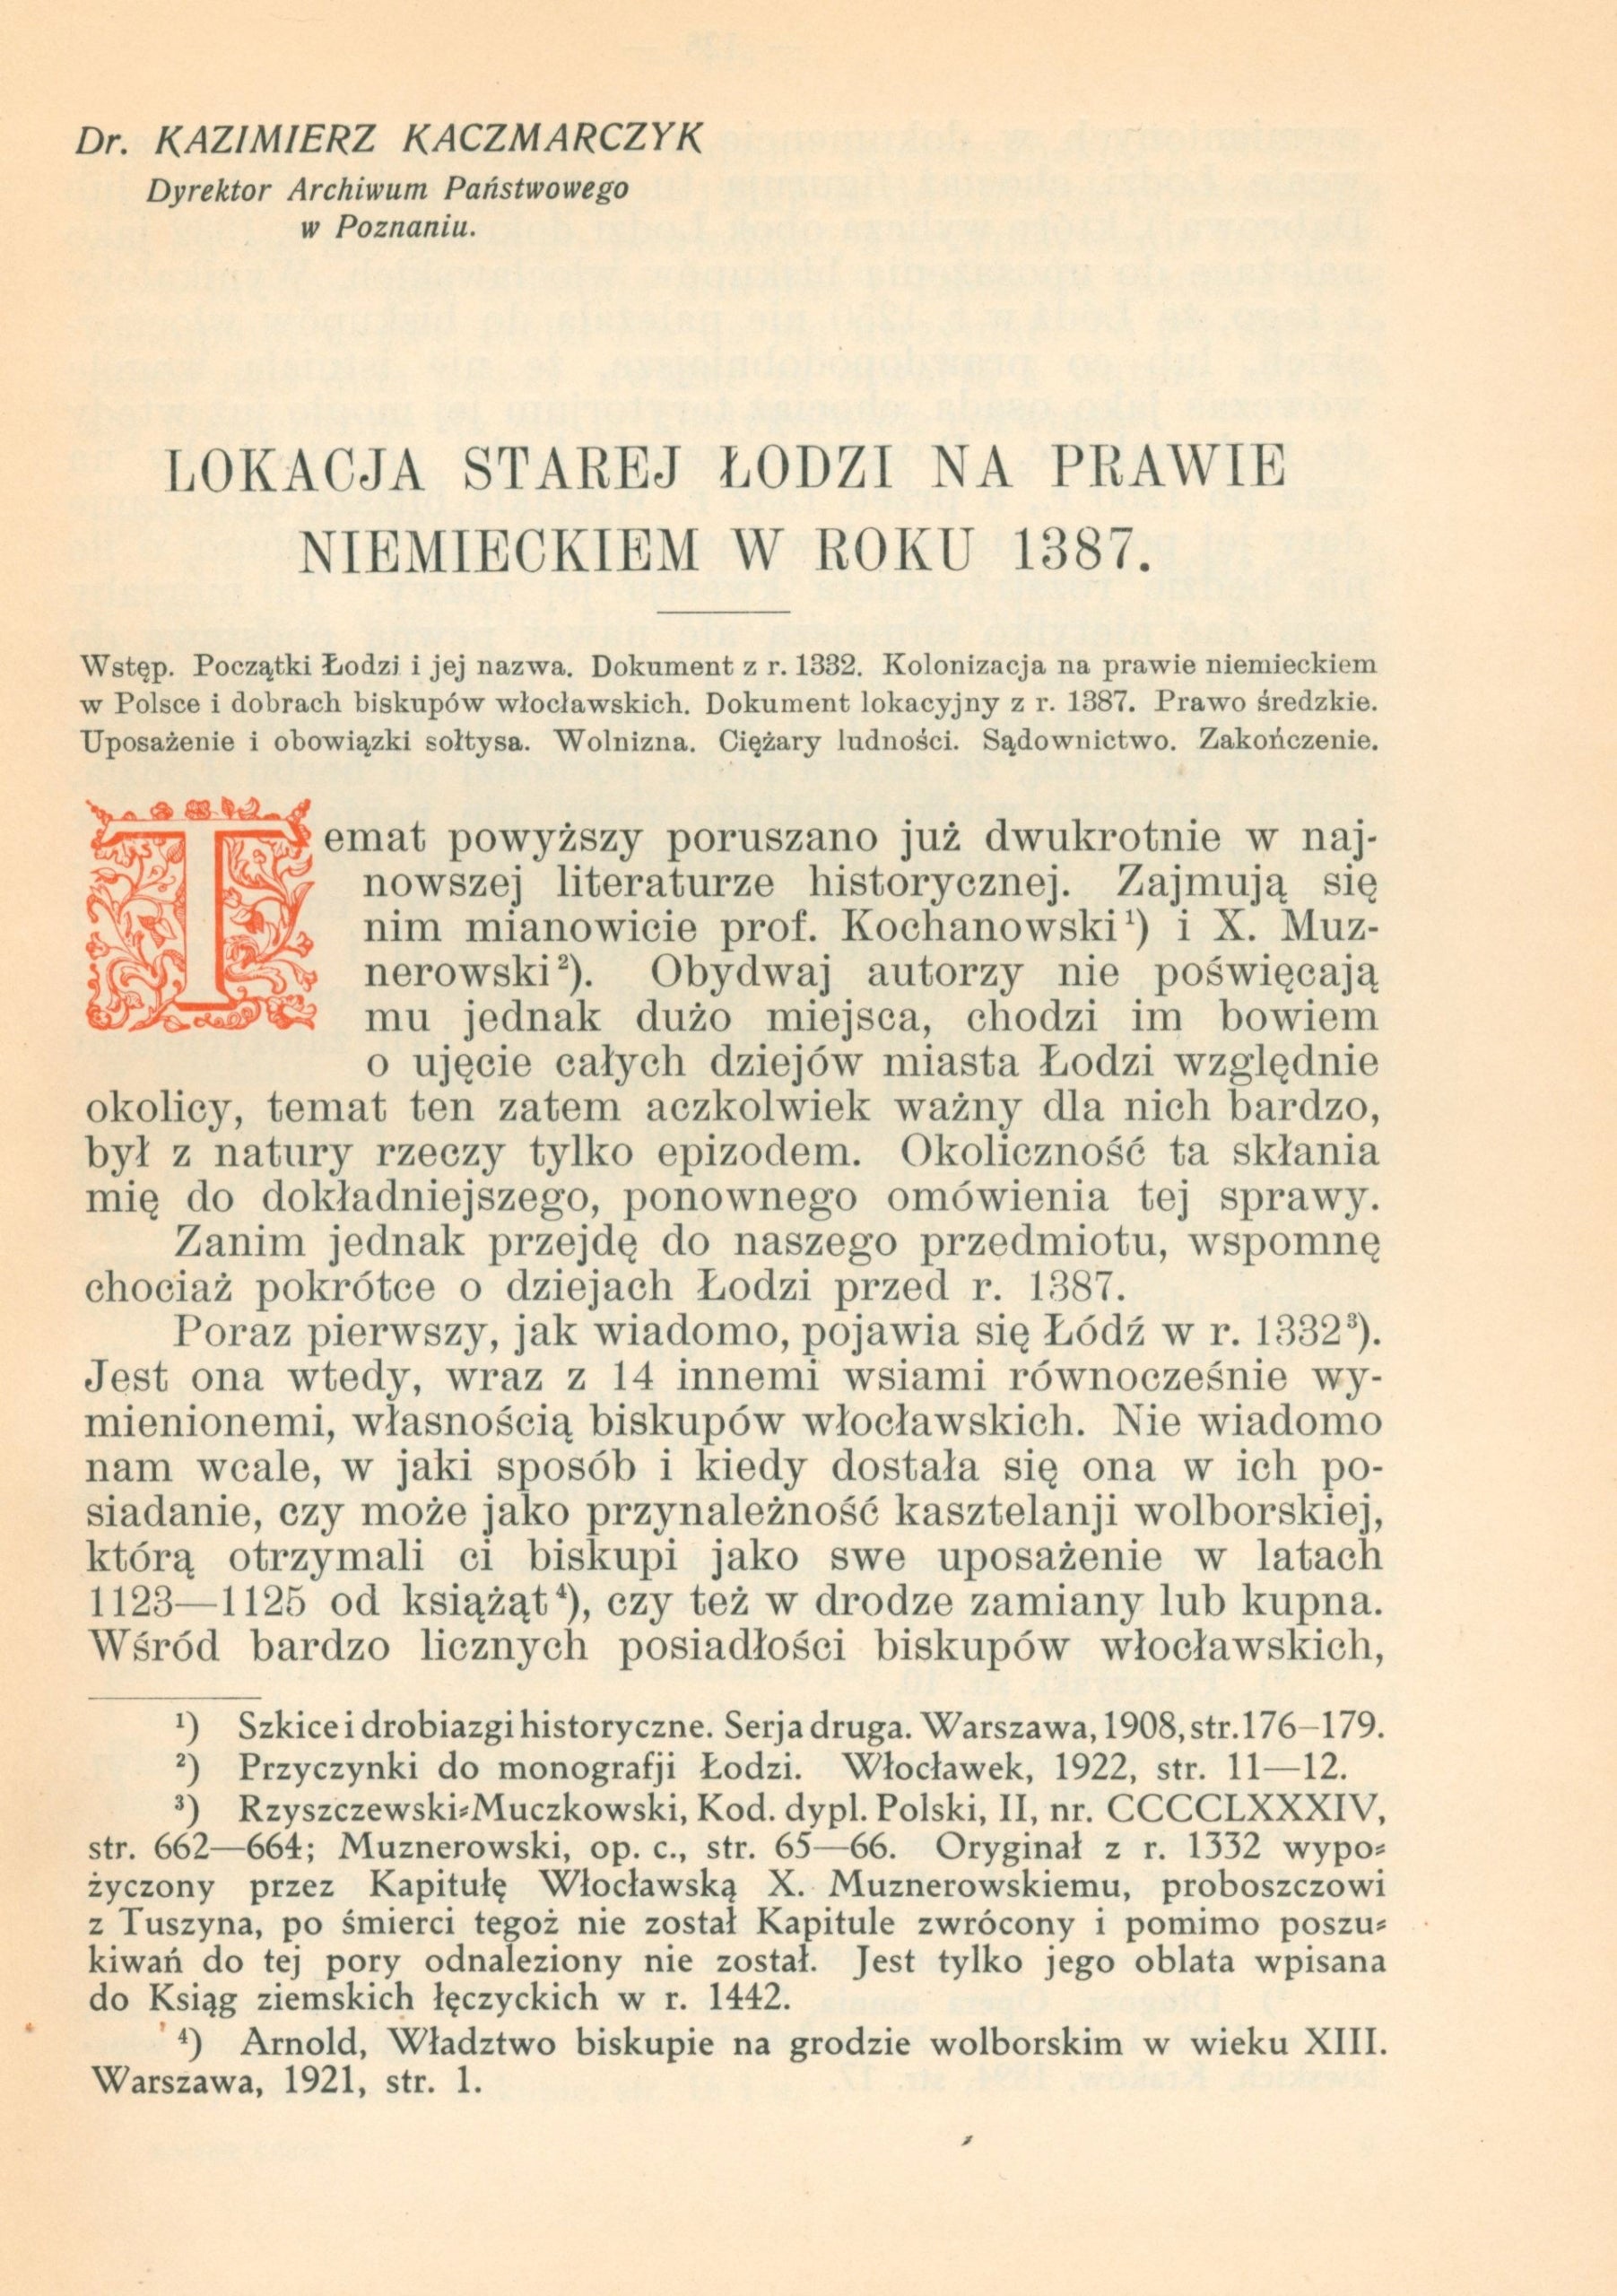 Dr. KAZIMIERZ KACZMARCZYK
Dyrektor Archiwum Państwowego
w Poznaniu.
LOKACJA STAREJ ŁODZI NA PRAWIE
NIEMIECKIEM W ROKU 1387.
Wstęp. Początki Łodzi i jej nazwa. Dokument z r. 1332. Kolonizacja na prawie niemieckiem
w Polsce i dobrach biskupów włocławskich. Dokument lokacyjny z r. 1387. Prawo średzkie.
Uposażenie i obowiązki sołtysa. Wolnizna. Ciężary ludności. Sądownictwo. Zakończenie.
Temat powyższy poruszano już dwukrotnie w naj-
nowszej literaturze historycznej. Zajmują się
nim mianowicie prof. Kochanowski¹) i X. Muz-
nerowski²). Obydwaj autorzy nie poświęcają
mu jednak dużo miejsca, chodzi im bowiem
o ujęcie całych dziejów miasta Łodzi względnie
okolicy, temat ten zatem aczkolwiek ważny dla nich bardzo,
był z natury rzeczy tylko epizodem. Okoliczność ta skłania
mię do dokładniejszego, ponownego omówienia tej sprawy.
Zanim jednak przejdę do naszego przedmiotu, wspomnę
chociaż pokrótce o dziejach Łodzi przed r. 1387.
Poraz pierwszy, jak wiadomo, pojawia się Łódź w r. 1332³).
Jest ona wtedy, wraz z 14 innemi wsiami równocześnie wy-
mienionemi, własnością biskupów włocławskich. Nie wiadomo
nam wcale, w jaki sposób i kiedy dostała się ona w ich po-
siadanie, czy może jako przynależność kasztelanji wolborskiej,
którą otrzymali ci biskupi jako swe uposażenie w latach
1123—1125 od książąt⁴), czy też w drodze zamiany lub kupna.
Wśród bardzo licznych posiadłości biskupów włocławskich,
¹) Szkice i drobiazgi historyczne. Serja druga. Warszawa, 1908, str. 176–179.
²) Przyczynki do monografji Łodzi. Włocławek, 1922, str. 11—12.
³) Rzyszczewski-Muczkowski, Kod. dypl. Polski, II, nr. CCCCLXXXIV,
str. 662—664; Muznerowski, op. c., str. 65—66. Oryginał z r. 1332 wypo-
życzony przez Kapitułę Włocławską X. Muznerowskiemu, proboszczowi
z Tuszyna, po śmierci tegoż nie został Kapitule zwrócony i pomimo poszu-
kiwań do tej pory odnaleziony nie został. Jest tylko jego oblata wpisana
do Ksiąg ziemskich łęczyckich w r. 1442.
⁴) Arnold, Władztwo biskupie na grodzie wolborskim w wieku XIII.
Warszawa, 1921, str. 1.